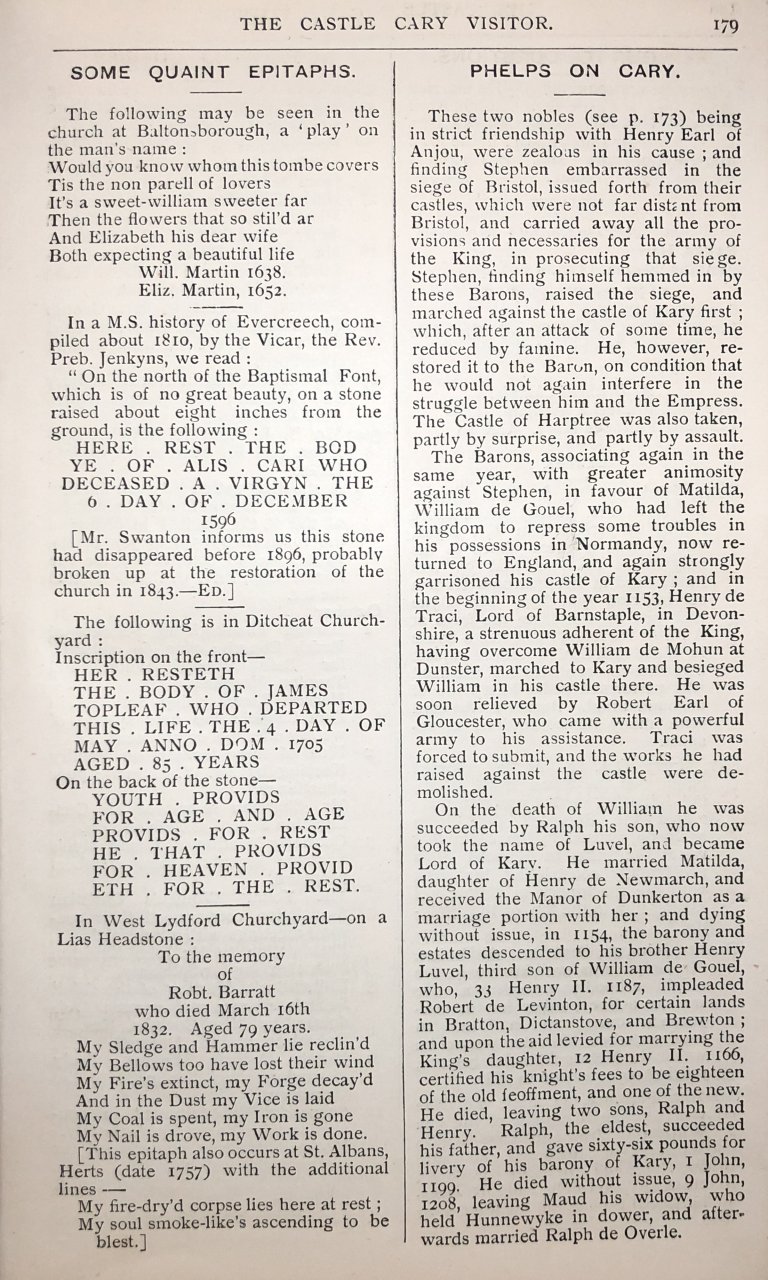 THE CASTLE CARY VISITOR. 179
SOME QUAINT EPITAPHS.
The following may be seen in the
church at Baltonsborough, a ‘play’ on
the man's name :
Would you know whom this tombe covers
Tis the non parell of lovers
It's a sweet-william sweeter far
Then the flowers that so stil'd ar
And Elizabeth his dear wife
Both expecting a beautiful life
Will. Martin 1638.
Eliz. Martin, 1652.
In a M.S. history of Evercreech, com-
piled about 1810, by the Vicar, the Rev.
Preb. Jenkyns, we read :
“ On the north of the Baptismal Font,
which is of no great beauty, on a stone
raised about eight inches from the
ground, is the following :
HERE . REST . THE . BOD
YE . OF . ALIS . CARI WHO
DECEASED . A . VIRGYN . THE
6 . DAY . OF . DECEMBER
1596
[Mr. Swanton informs us this stone
had disappeared before 1896, probably
broken up at the restoration of the
church in 1843.—ED.]
The following is in Ditcheat Church-
yard :
Inscription on the front—
HER . RESTETH
THE . BODY . OF . JAMES
TOPLEAF . WHO . DEPARTED
THIS . LIFE . THE . 4 . DAY . OF
MAY . ANNO . DOM . 1705
AGED . 85 . YEARS
On the back of the stone—
YOUTH . PROVIDS
FOR . AGE . AND . AGE
PROVIDS . FOR . REST
HE . THAT . PROVIDS
FOR . HEAVEN . PROVID
ETH . FOR . THE . REST.
In West Lydford Churchyard—on a
Lias Headstone :
To the memory
of
Robt. Barratt
who died March 16th
1832. Aged 79 years.
My Sledge and Hammer lie reclin'd
My Bellows too have lost their wind
My Fire's extinct, my Forge decay'd
And in the Dust my Vice is laid
My Coal is spent, my Iron is gone
My Nail is drove, my Work is done.
[This epitaph also occurs at St. Albans,
Herts (date 1757) with the additional
lines —
My fire-dry'd corpse lies here at rest ;
My soul smoke-like's ascending to be
blest.]
PHELPS ON CARY.
These two nobles (see p. 173) being
in strict friendship with Henry Earl of
Anjou, were zealous in his cause ; and
finding Stephen embarrassed in the
siege of Bristol, issued forth from their
castles, which were not far distant from
Bristol, and carried away all the pro-
visions and necessaries for the army of
the King, in prosecuting that siege.
Stephen, finding himself hemmed in by
these Barons, raised the siege, and
marched against the castle of Kary first ;
which, after an attack of some time, he
reduced by famine. He, however, re-
stored it to the Baron, on condition that
he would not again interfere in the
struggle between him and the Empress.
The Castle of Harptree was also taken,
partly by surprise, and partly by assault.
The Barons, associating again in the
same year, with greater animosity
against Stephen, in favour of Matilda,
William de Gouel, who had left the
kingdom to repress some troubles in
his possessions in Normandy, now re-
turned to England, and again strongly
garrisoned his castle of Kary ; and in
the beginning of the year 1153, Henry de
Traci, Lord of Barnstaple, in Devon-
shire, a strenuous adherent of the King,
having overcome William de Mohun at
Dunster, marched to Kary and besieged
William in his castle there. He was
soon relieved by Robert Earl of
Gloucester, who came with a powerful
army to his assistance. Traci was
forced to submit, and the works he had
raised against the castle were de-
molished.
On the death of William he was
succeeded by Ralph his son, who now
took the name of Luvel, and became
Lord of Kary. He married Matilda,
daughter of Henry de Newmarch, and
received the Manor of Dunkerton as a
marriage portion with her ; and dying
without issue, in 1154, the barony and
estates descended to his brother Henry
Luvel, third son of William de Gouel,
who, 33 Henry II. 1187, impleaded
Robert de Levinton, for certain lands
in Bratton, Dictanstove, and Brewton ;
and upon the aid levied for marrying the
King's daughter, 12 Henry II. 1166,
certified his knight's fees to be eighteen
of the old feoffment, and one of the new.
He died, leaving two sons, Ralph and
Henry. Ralph, the eldest, succeeded
his father, and gave sixty-six pounds for
livery of his barony of Kary, 1 John,
1199. He died without issue, 9 John,
1208, leaving Maud his widow, who
held Hunnewyke in dower, and after-
wards married Ralph de Overle.